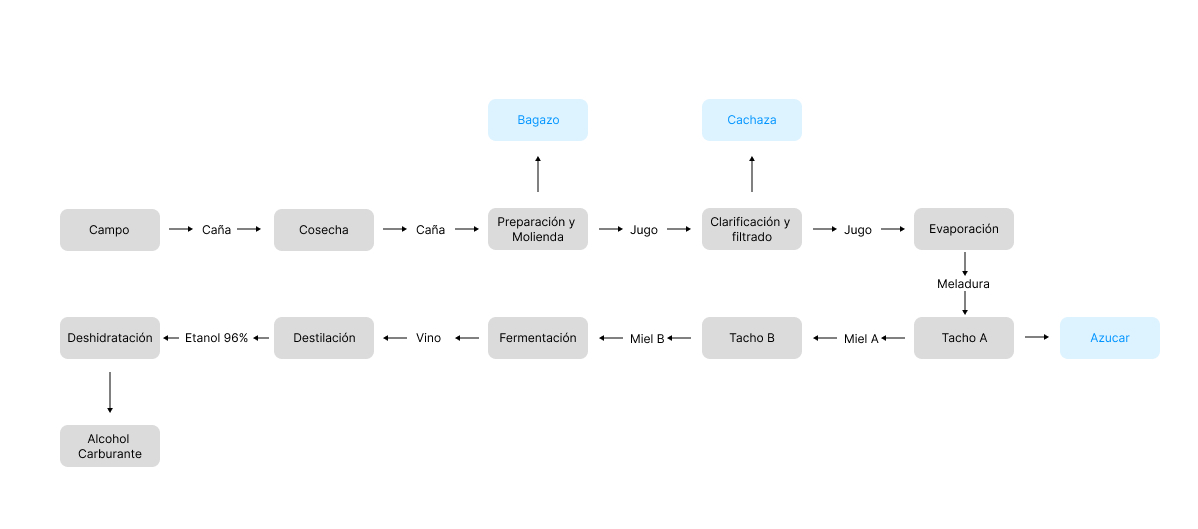 Bagazo
Cachaza
Campo
Caña
Cosecha
Caña
Preparación y
Molienda
Jugo
Clarificación y
filtrado
Jugo
Evaporación
Meladura
Deshidratación
Etanol 96%
Destilación
Vino
Fermentación
Miel B
Tacho B
Miel A
Tacho A
Azucar
Alcohol
Carburante